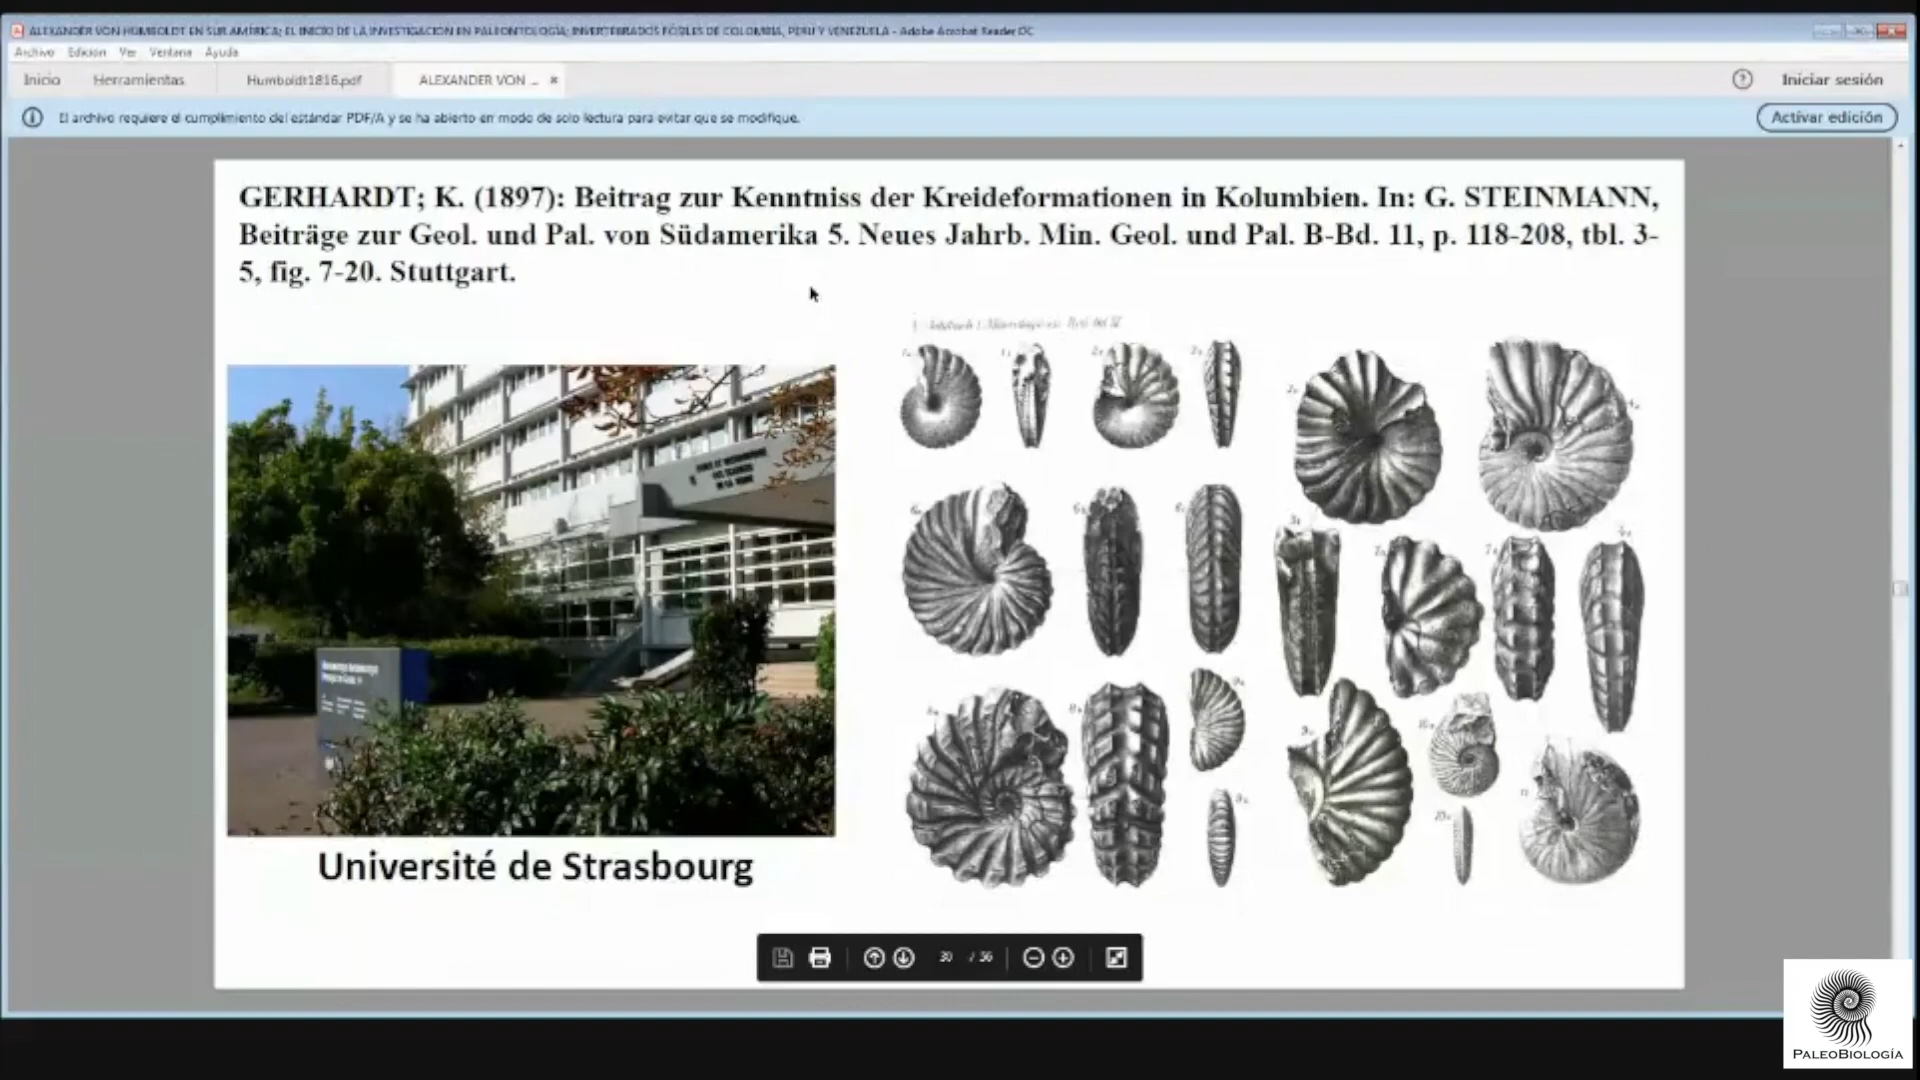 ALEXANDER VON HUMBOLDT EN SUR AMÉRICA; EL INICIO DE LA INVESTIGACION EN PALEONTOLOGÍA; INVERTEBRADOS FÓSILES DE COLOMBIA, PERÚ Y VENEZUELA - Adobe Acrobat Reader DC
Archivo Edición Ver Ventana Ayuda
Inicio Herramientas Humboldt1816.pdf ALEXANDER VON ... × Iniciar sesión
El archivo requiere el cumplimiento del estándar PDF/A y se ha abierto en modo de solo lectura para evitar que se modifique. Activar edición
GERHARDT; K. (1897): Beitrag zur Kenntniss der Kreideformationen in Kolumbien. In: G. STEINMANN,
Beiträge zur Geol. und Pal. von Südamerika 5. Neues Jahrb. Min. Geol. und Pal. B-Bd. 11, p. 118-208, tbl. 3-
5, fig. 7-20. Stuttgart.
Université de Strasbourg
30 / 36
PALEOBIOLOGÍA